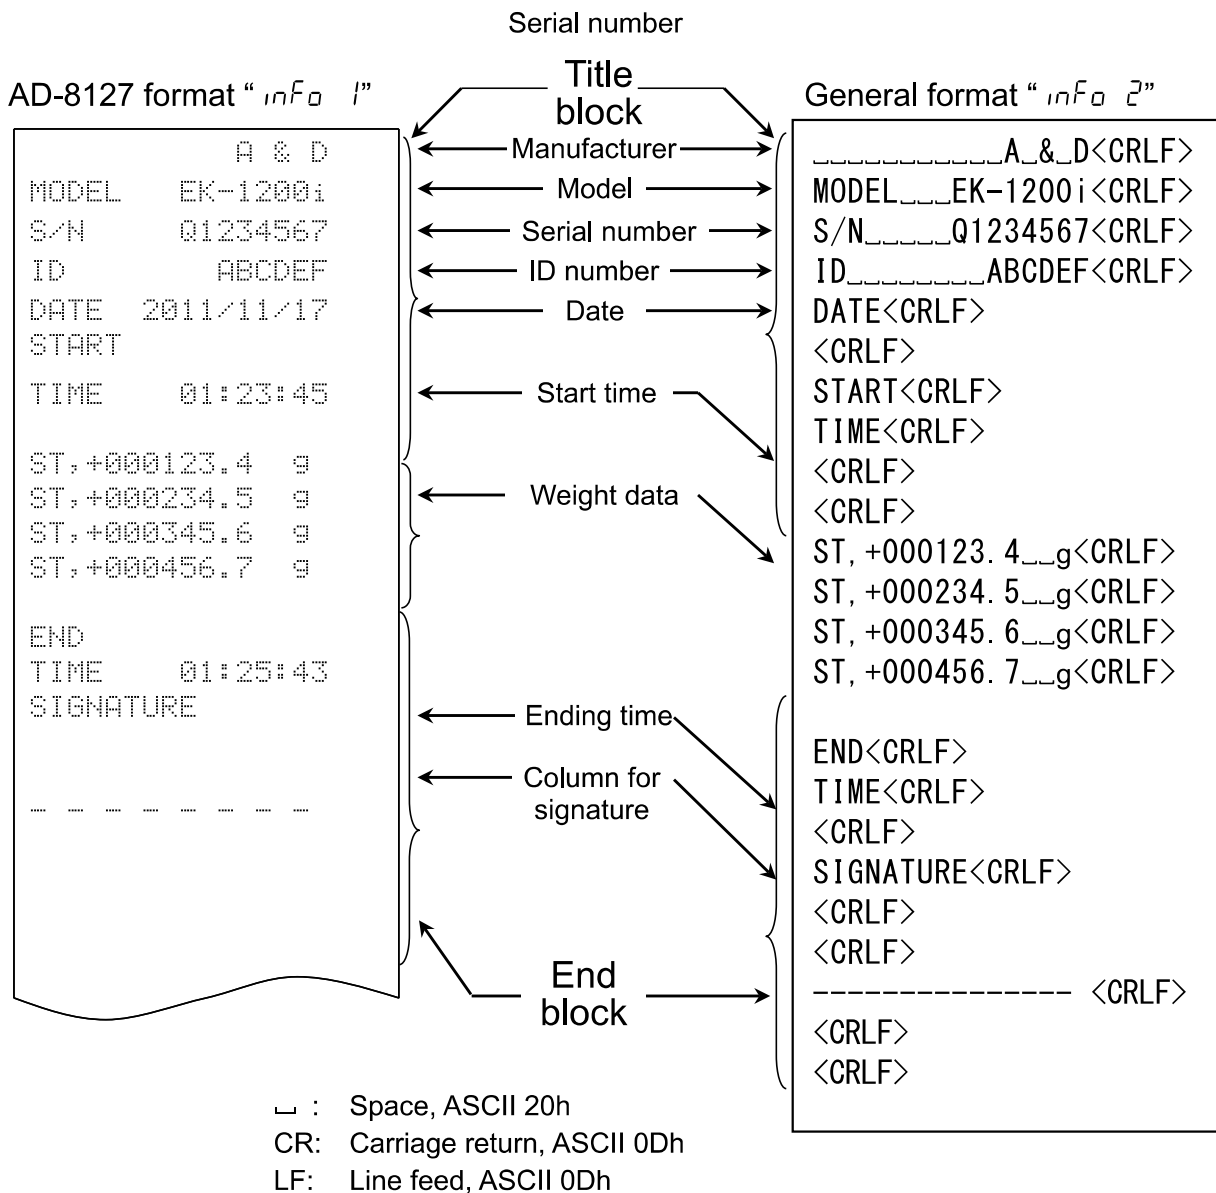 Serial number
AD-8127 format “ info 1”
A & D
MODEL EK-1200i
S/N Q1234567
ID ABCDEF
DATE 2011/11/17
START
TIME 01:23:45
ST,+000123.4 g
ST,+000234.5 g
ST,+000345.6 g
ST,+000456.7 g
END
TIME 01:25:43
SIGNATURE
_ _ _ _ _ _ _ _
Title
block
Manufacturer
Model
Serial number
ID number
Date
Start time
Weight data
Ending time
Column for
signature
End
block
General format “ info 2”
␣␣␣␣␣␣␣␣␣␣␣A␣&␣D<CRLF>
MODEL␣␣␣EK-1200i<CRLF>
S/N␣␣␣␣␣Q1234567<CRLF>
ID␣␣␣␣␣␣␣␣ABCDEF<CRLF>
DATE<CRLF>
<CRLF>
START<CRLF>
TIME<CRLF>
<CRLF>
<CRLF>
ST,+000123.4␣␣g<CRLF>
ST,+000234.5␣␣g<CRLF>
ST,+000345.6␣␣g<CRLF>
ST,+000456.7␣␣g<CRLF>
END<CRLF>
TIME<CRLF>
<CRLF>
SIGNATURE<CRLF>
<CRLF>
<CRLF>
--------------- <CRLF>
<CRLF>
<CRLF>
␣ : Space, ASCII 20h
CR: Carriage return, ASCII 0Dh
LF: Line feed, ASCII 0Dh